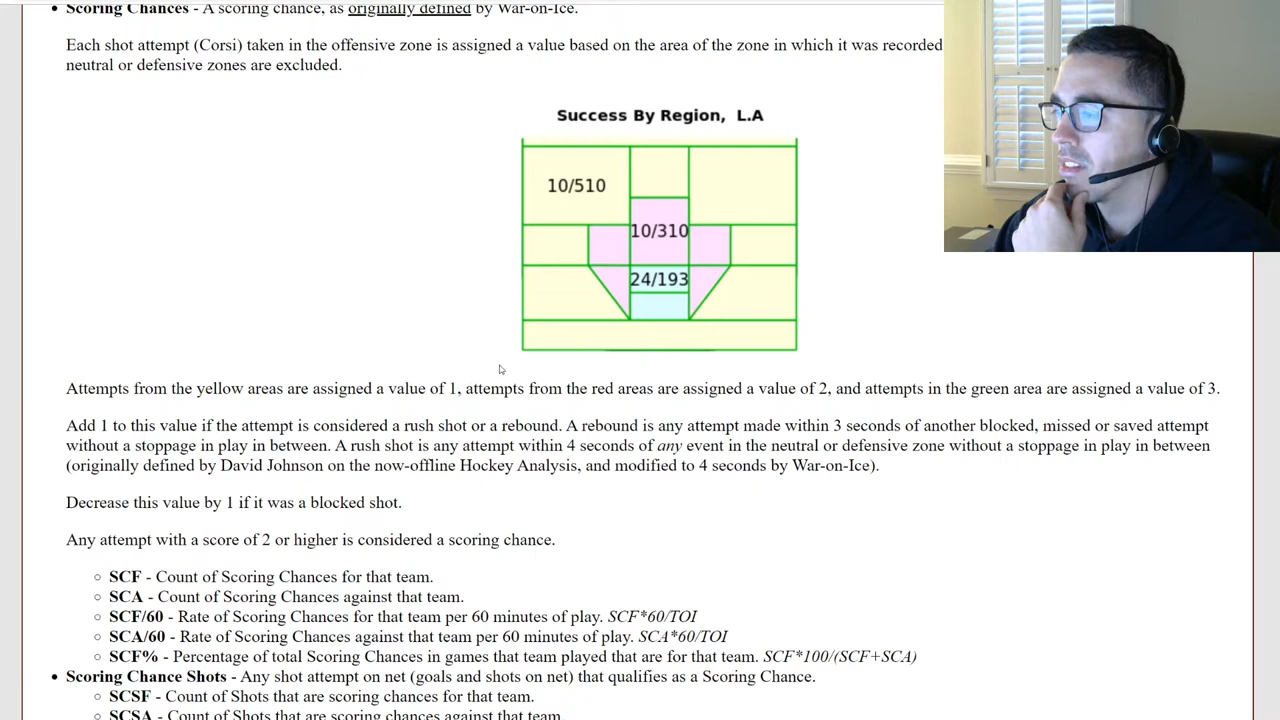 Scoring Chances - A scoring chance, as originally defined by War-on-Ice.
Each shot attempt (Corsi) taken in the offensive zone is assigned a value based on the area of the zone in which it was recorded
neutral or defensive zones are excluded.
Success By Region, L.A
10/510
10/310
24/193
Attempts from the yellow areas are assigned a value of 1, attempts from the red areas are assigned a value of 2, and attempts in the green area are assigned a value of 3.
Add 1 to this value if the attempt is considered a rush shot or a rebound. A rebound is any attempt made within 3 seconds of another blocked, missed or saved attempt
without a stoppage in play in between. A rush shot is any attempt within 4 seconds of any event in the neutral or defensive zone without a stoppage in play in between
(originally defined by David Johnson on the now-offline Hockey Analysis, and modified to 4 seconds by War-on-Ice).
Decrease this value by 1 if it was a blocked shot.
Any attempt with a score of 2 or higher is considered a scoring chance.
SCF - Count of Scoring Chances for that team.
SCA - Count of Scoring Chances against that team.
SCF/60 - Rate of Scoring Chances for that team per 60 minutes of play. SCF*60/TOI
SCA/60 - Rate of Scoring Chances against that team per 60 minutes of play. SCA*60/TOI
SCF% - Percentage of total Scoring Chances in games that team played that are for that team. SCF*100/(SCF+SCA)
Scoring Chance Shots - Any shot attempt on net (goals and shots on net) that qualifies as a Scoring Chance.
SCSF - Count of Shots that are scoring chances for that team.
SCSA - Count of Shots that are scoring chances against that team.